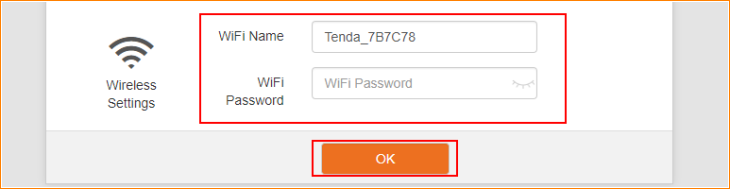 WiFi Name
Tenda_7B7C78
WiFi
Password
WiFi Password
Wireless
Settings
OK